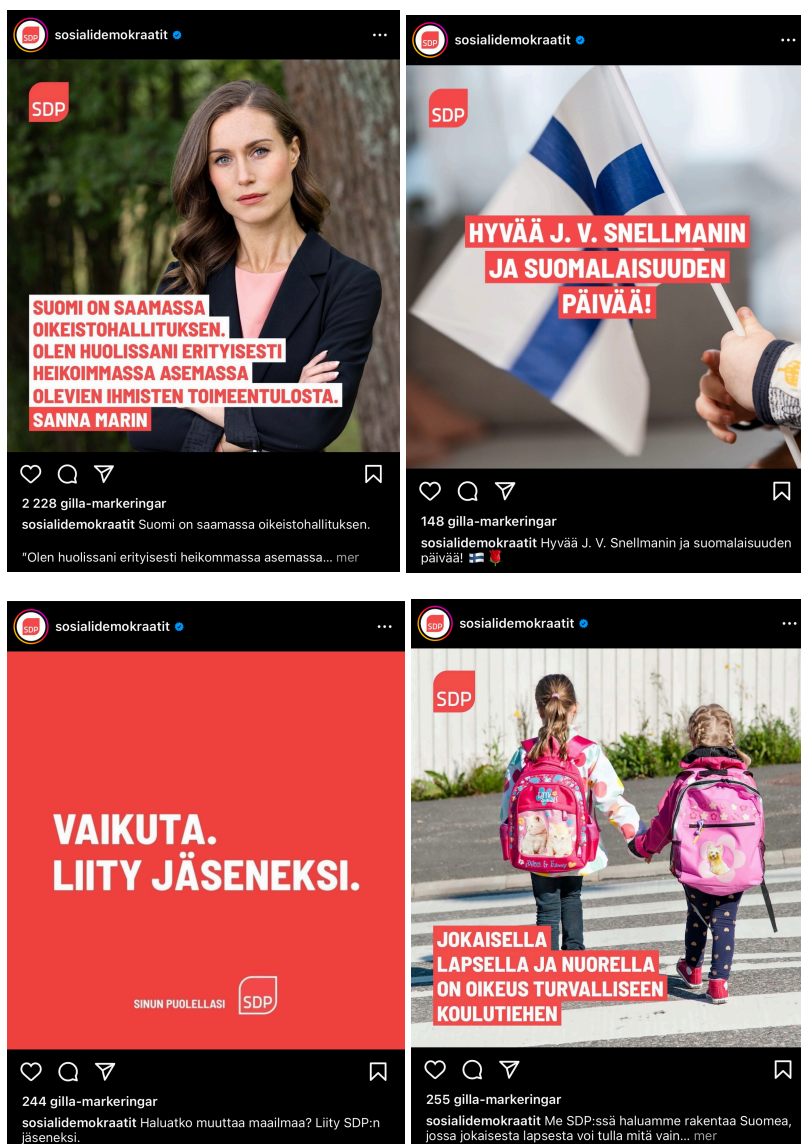 sosialidemokraatit
SDP
SDP
SUOMI ON SAAMASSA
OIKEISTOHALLITUKSEN.
OLEN HUOLISSANI ERITYISESTI
HEIKOIMMASSA ASEMASSA
OLEVIEN IHMISTEN TOIMEENTULOSTA.
SANNA MARIN
2 228 gilla-markeringar
sosialidemokraatit Suomi on saamassa oikeistohallituksen.
"Olen huolissani erityisesti heikommassa asemassa... mer
sosialidemokraatit
SDP
SDP
HYVÄÄ J. V. SNELLMANIN
JA SUOMALAISUUDEN
PÄIVÄÄ!
148 gilla-markeringar
sosialidemokraatit Hyvää J. V. Snellmanin ja suomalaisuuden
päivää! 🇫🇮🌹
sosialidemokraatit
SDP
VAIKUTA.
LIITY JÄSENEKSI.
SINUN PUOLELLASI SDP
244 gilla-markeringar
sosialidemokraatit Haluatko muuttaa maailmaa? Liity SDP:n
jäseneksi.
sosialidemokraatit
SDP
SDP
JOKAISELLA
LAPSELLA JA NUORELLA
ON OIKEUS TURVALLISEEN
KOULUTIEHEN
255 gilla-markeringar
sosialidemokraatit Me SDP:ssä haluamme rakentaa Suomea,
jossa jokaisesta lapsesta voi tulla mitä vain... mer